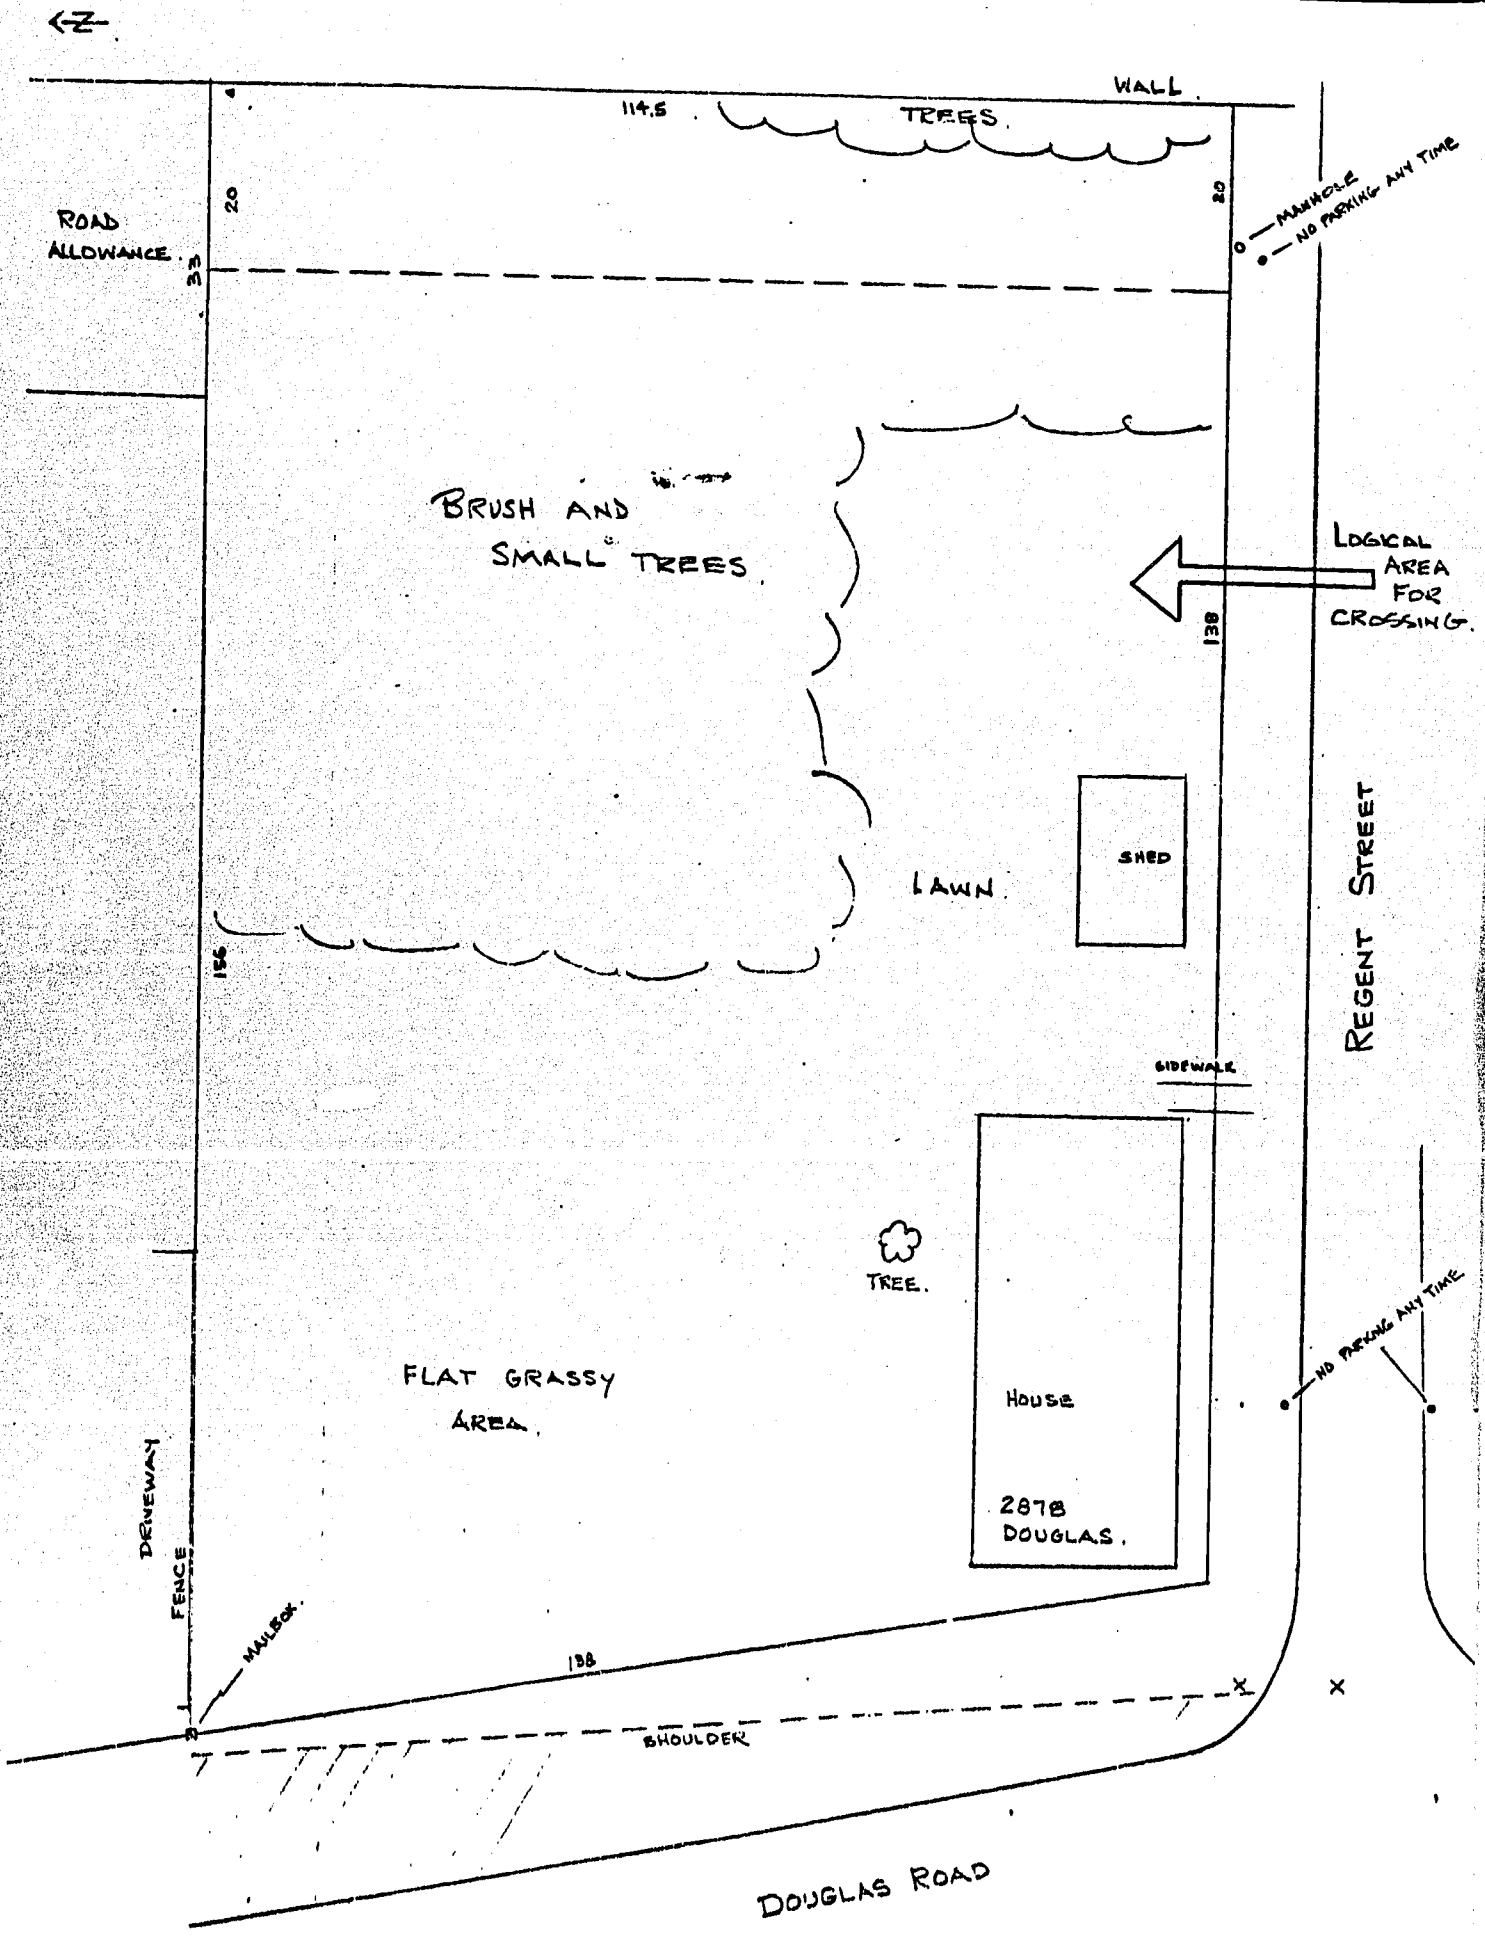 N
WALL.
114.5
TREES.
20
20
MANHOLE
NO PARKING ANY TIME
ROAD
ALLOWANCE.
33
BRUSH AND
SMALL TREES.
LOGICAL
AREA
FOR
CROSSING.
138
SHED
LAWN.
REGENT STREET
156
SIDEWALK
TREE.
NO PARKING ANY TIME
FLAT GRASSY
AREA.
HOUSE
2878
DOUGLAS.
DRIVEWAY
FENCE
MAILBOX.
138
SHOULDER
X X
DOUGLAS ROAD